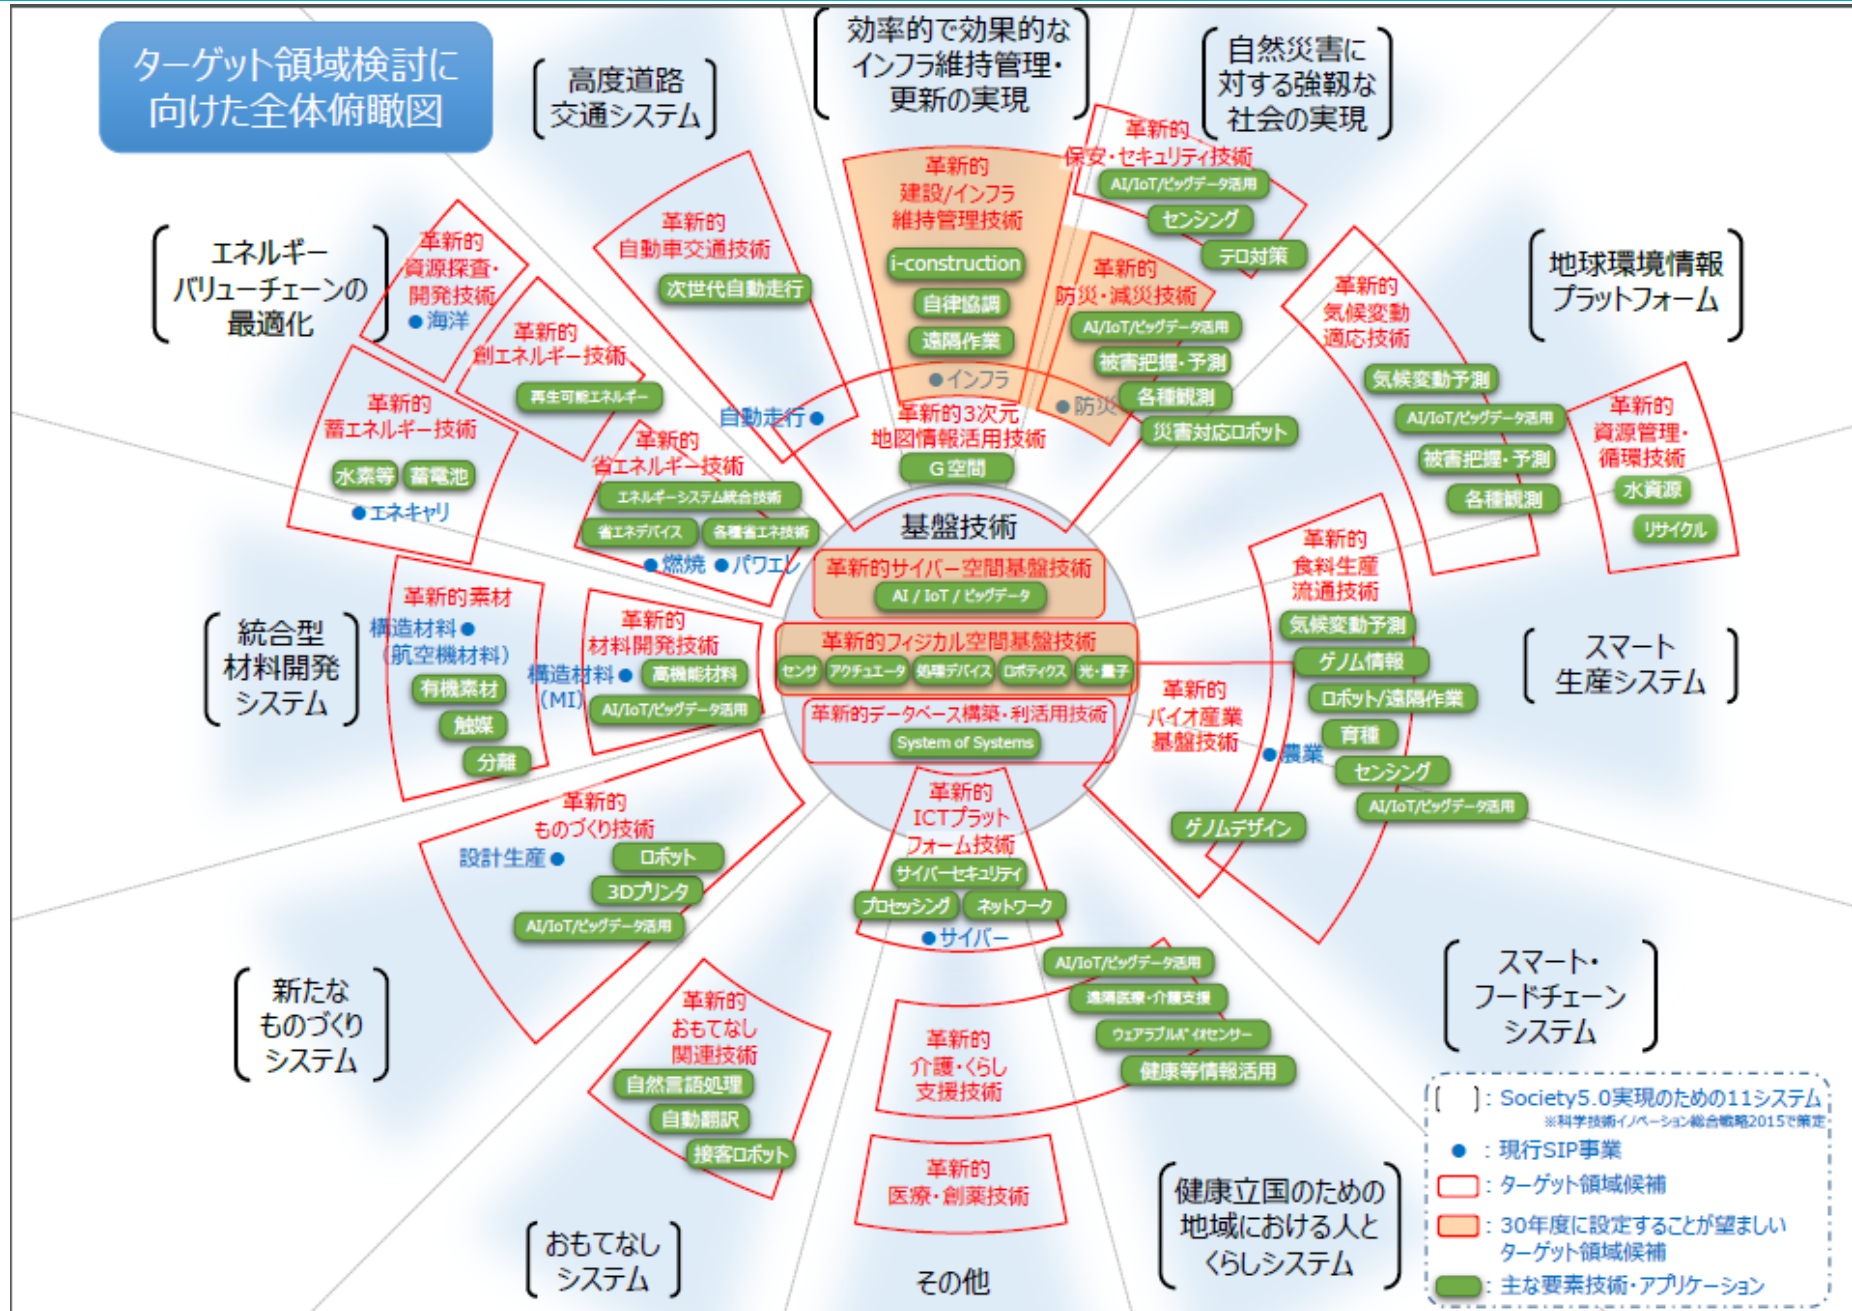 ターゲット領域検討に
向けた全体俯瞰図
高度道路
交通システム
効率的で効果的な
インフラ維持管理・
更新の実現
自然災害に
対する強靱な
社会の実現
エネルギー
バリューチェーンの
最適化
地球環境情報
プラットフォーム
統合型
材料開発
システム
スマート
生産システム
新たな
ものづくり
システム
スマート・
フードチェーン
システム
おもてなし
システム
その他
健康立国のための
地域における人と
くらしシステム
革新的
自動車交通技術
次世代自動走行
自動走行●
革新的
建設/インフラ
維持管理技術
i-construction
自律協調
遠隔作業
●インフラ
革新的3次元
地図情報活用技術
G空間
革新的
保安・セキュリティ技術
AI/IoT/ビッグデータ活用
センシング
テロ対策
革新的
防災・減災技術
AI/IoT/ビッグデータ活用
被害把握・予測
各種観測
災害対応ロボット
●防災
革新的
気候変動
適応技術
気候変動予測
AI/IoT/ビッグデータ活用
被害把握・予測
各種観測
革新的
資源管理・
循環技術
水資源
リサイクル
革新的
資源探査・
開発技術
●海洋
革新的
創エネルギー技術
再生可能エネルギー
革新的
蓄エネルギー技術
水素等 蓄電池
●エネキャリ
革新的
省エネルギー技術
エネルギーシステム統合技術
省エネデバイス 各種省エネ技術
●燃焼 ●パワエレ
革新的素材
構造材料●
(航空機材料)
有機素材
触媒
分離
革新的
材料開発技術
構造材料●
(MI)
高機能材料
AI/IoT/ビッグデータ活用
基盤技術
革新的サイバー空間基盤技術
AI / IoT / ビッグデータ
革新的フィジカル空間基盤技術
センサ アクチュエータ 処理デバイス ロボティクス 光・量子
革新的データベース構築・利活用技術
System of Systems
革新的
食料生産
流通技術
気候変動予測
ゲノム情報
ロボット/遠隔作業
育種
センシング
AI/IoT/ビッグデータ活用
革新的
バイオ産業
基盤技術
●農業
ゲノムデザイン
革新的
ものづくり技術
設計生産●
ロボット
3Dプリンタ
AI/IoT/ビッグデータ活用
革新的
ICTプラット
フォーム技術
サイバーセキュリティ
プロセッシング ネットワーク
●サイバー
革新的
おもてなし
関連技術
自然言語処理
自動翻訳
接客ロボット
革新的
介護・くらし
支援技術
AI/IoT/ビッグデータ活用
遠隔医療・介護支援
ウェアラブルバイオセンサー
健康等情報活用
革新的
医療・創薬技術
[ ]：Society5.0実現のための11システム
※科学技術イノベーション総合戦略2015で策定
●：現行SIP事業
：ターゲット領域候補
：30年度に設定することが望ましい
ターゲット領域候補
：主な要素技術・アプリケーション